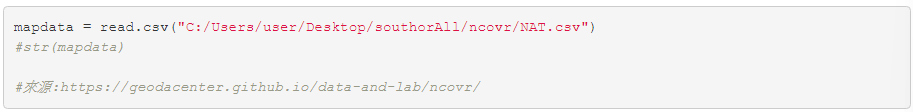 mapdata = read.csv("C:/Users/user/Desktop/southorAll/ncovr/NAT.csv")
#str(mapdata)
#來源:https://geodacenter.github.io/data-and-lab/ncovr/